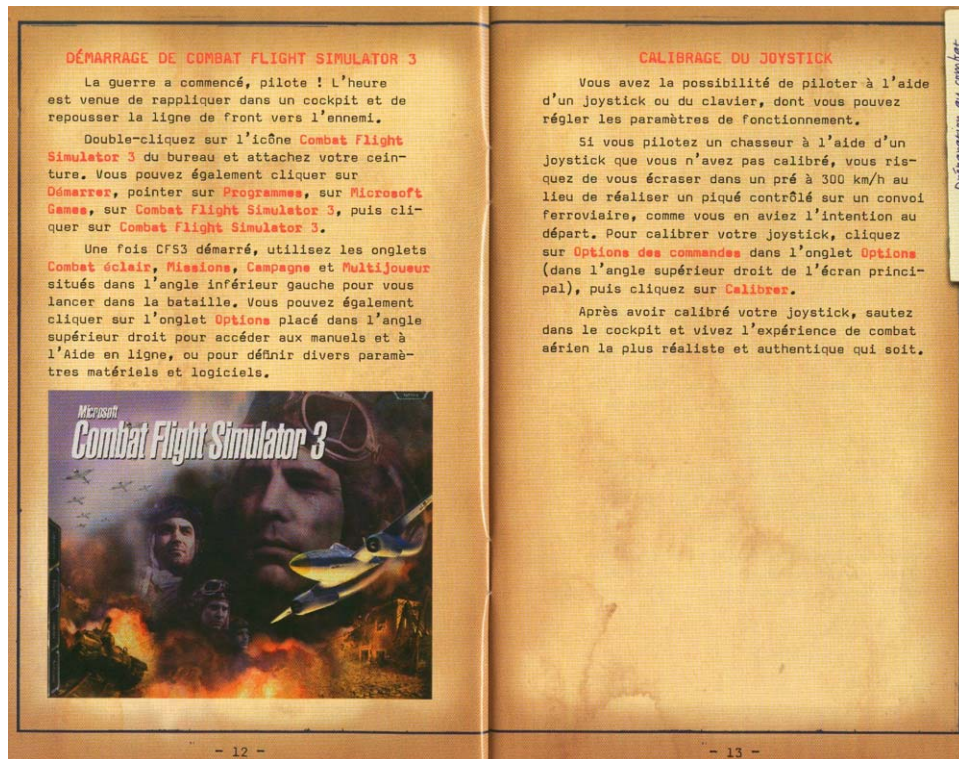 DÉMARRAGE DE COMBAT FLIGHT SIMULATOR 3
La guerre a commencé, pilote ! L'heure
est venue de rappliquer dans un cockpit et de
repousser la ligne de front vers l'ennemi.
Double-cliquez sur l'icône Combat Flight
Simulator 3 du bureau et attachez votre cein-
ture. Vous pouvez également cliquer sur
Démarrer, pointer sur Programmes, sur Microsoft
Games, sur Combat Flight Simulator 3, puis cli-
quer sur Combat Flight Simulator 3.
Une fois CFS3 démarré, utilisez les onglets
Combat éclair, Missions, Campagne et Multijoueur
situés dans l'angle inférieur gauche pour vous
lancer dans la bataille. Vous pouvez également
cliquer sur l'onglet Options placé dans l'angle
supérieur droit pour accéder aux manuels et à
l'Aide en ligne, ou pour définir divers paramè-
tres matériels et logiciels.
Microsoft
Combat Flight Simulator 3
- 12 -
CALIBRAGE DU JOYSTICK
Vous avez la possibilité de piloter à l'aide
d'un joystick ou du clavier, dont vous pouvez
régler les paramètres de fonctionnement.
Si vous pilotez un chasseur à l'aide d'un
joystick que vous n'avez pas calibré, vous ris-
quez de vous écraser dans un pré à 300 km/h au
lieu de réaliser un piqué contrôlé sur un convoi
ferroviaire, comme vous en aviez l'intention au
départ. Pour calibrer votre joystick, cliquez
sur Options des commandes dans l'onglet Options
(dans l'angle supérieur droit de l'écran princi-
pal), puis cliquez sur Calibrer.
Après avoir calibré votre joystick, sautez
dans le cockpit et vivez l'expérience de combat
aérien la plus réaliste et authentique qui soit.
- 13 -
au combat